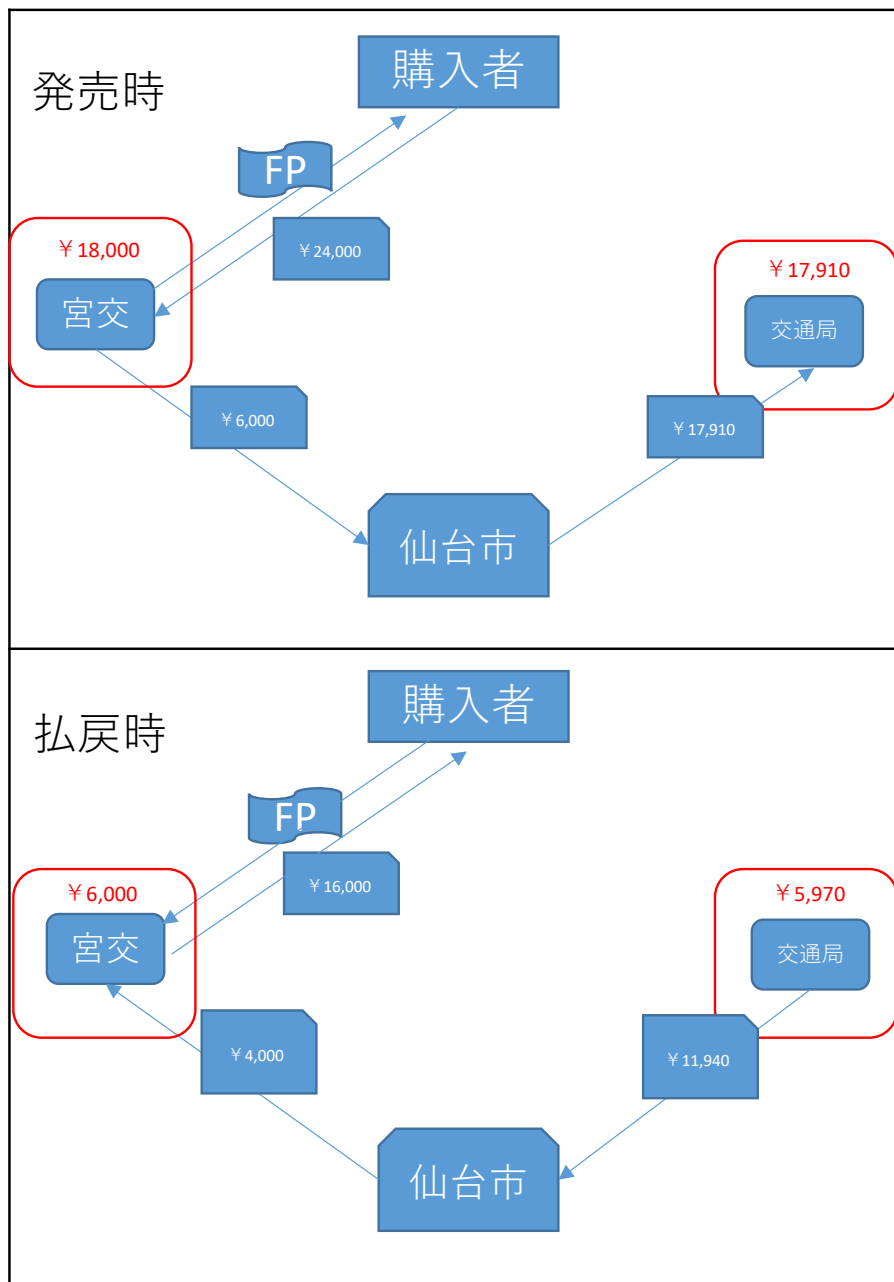 発売時
購入者
FP
￥24,000
￥18,000
宮交
￥17,910
交通局
￥6,000
￥17,910
仙台市
払戻時
購入者
FP
￥16,000
￥6,000
宮交
￥5,970
交通局
￥4,000
￥11,940
仙台市